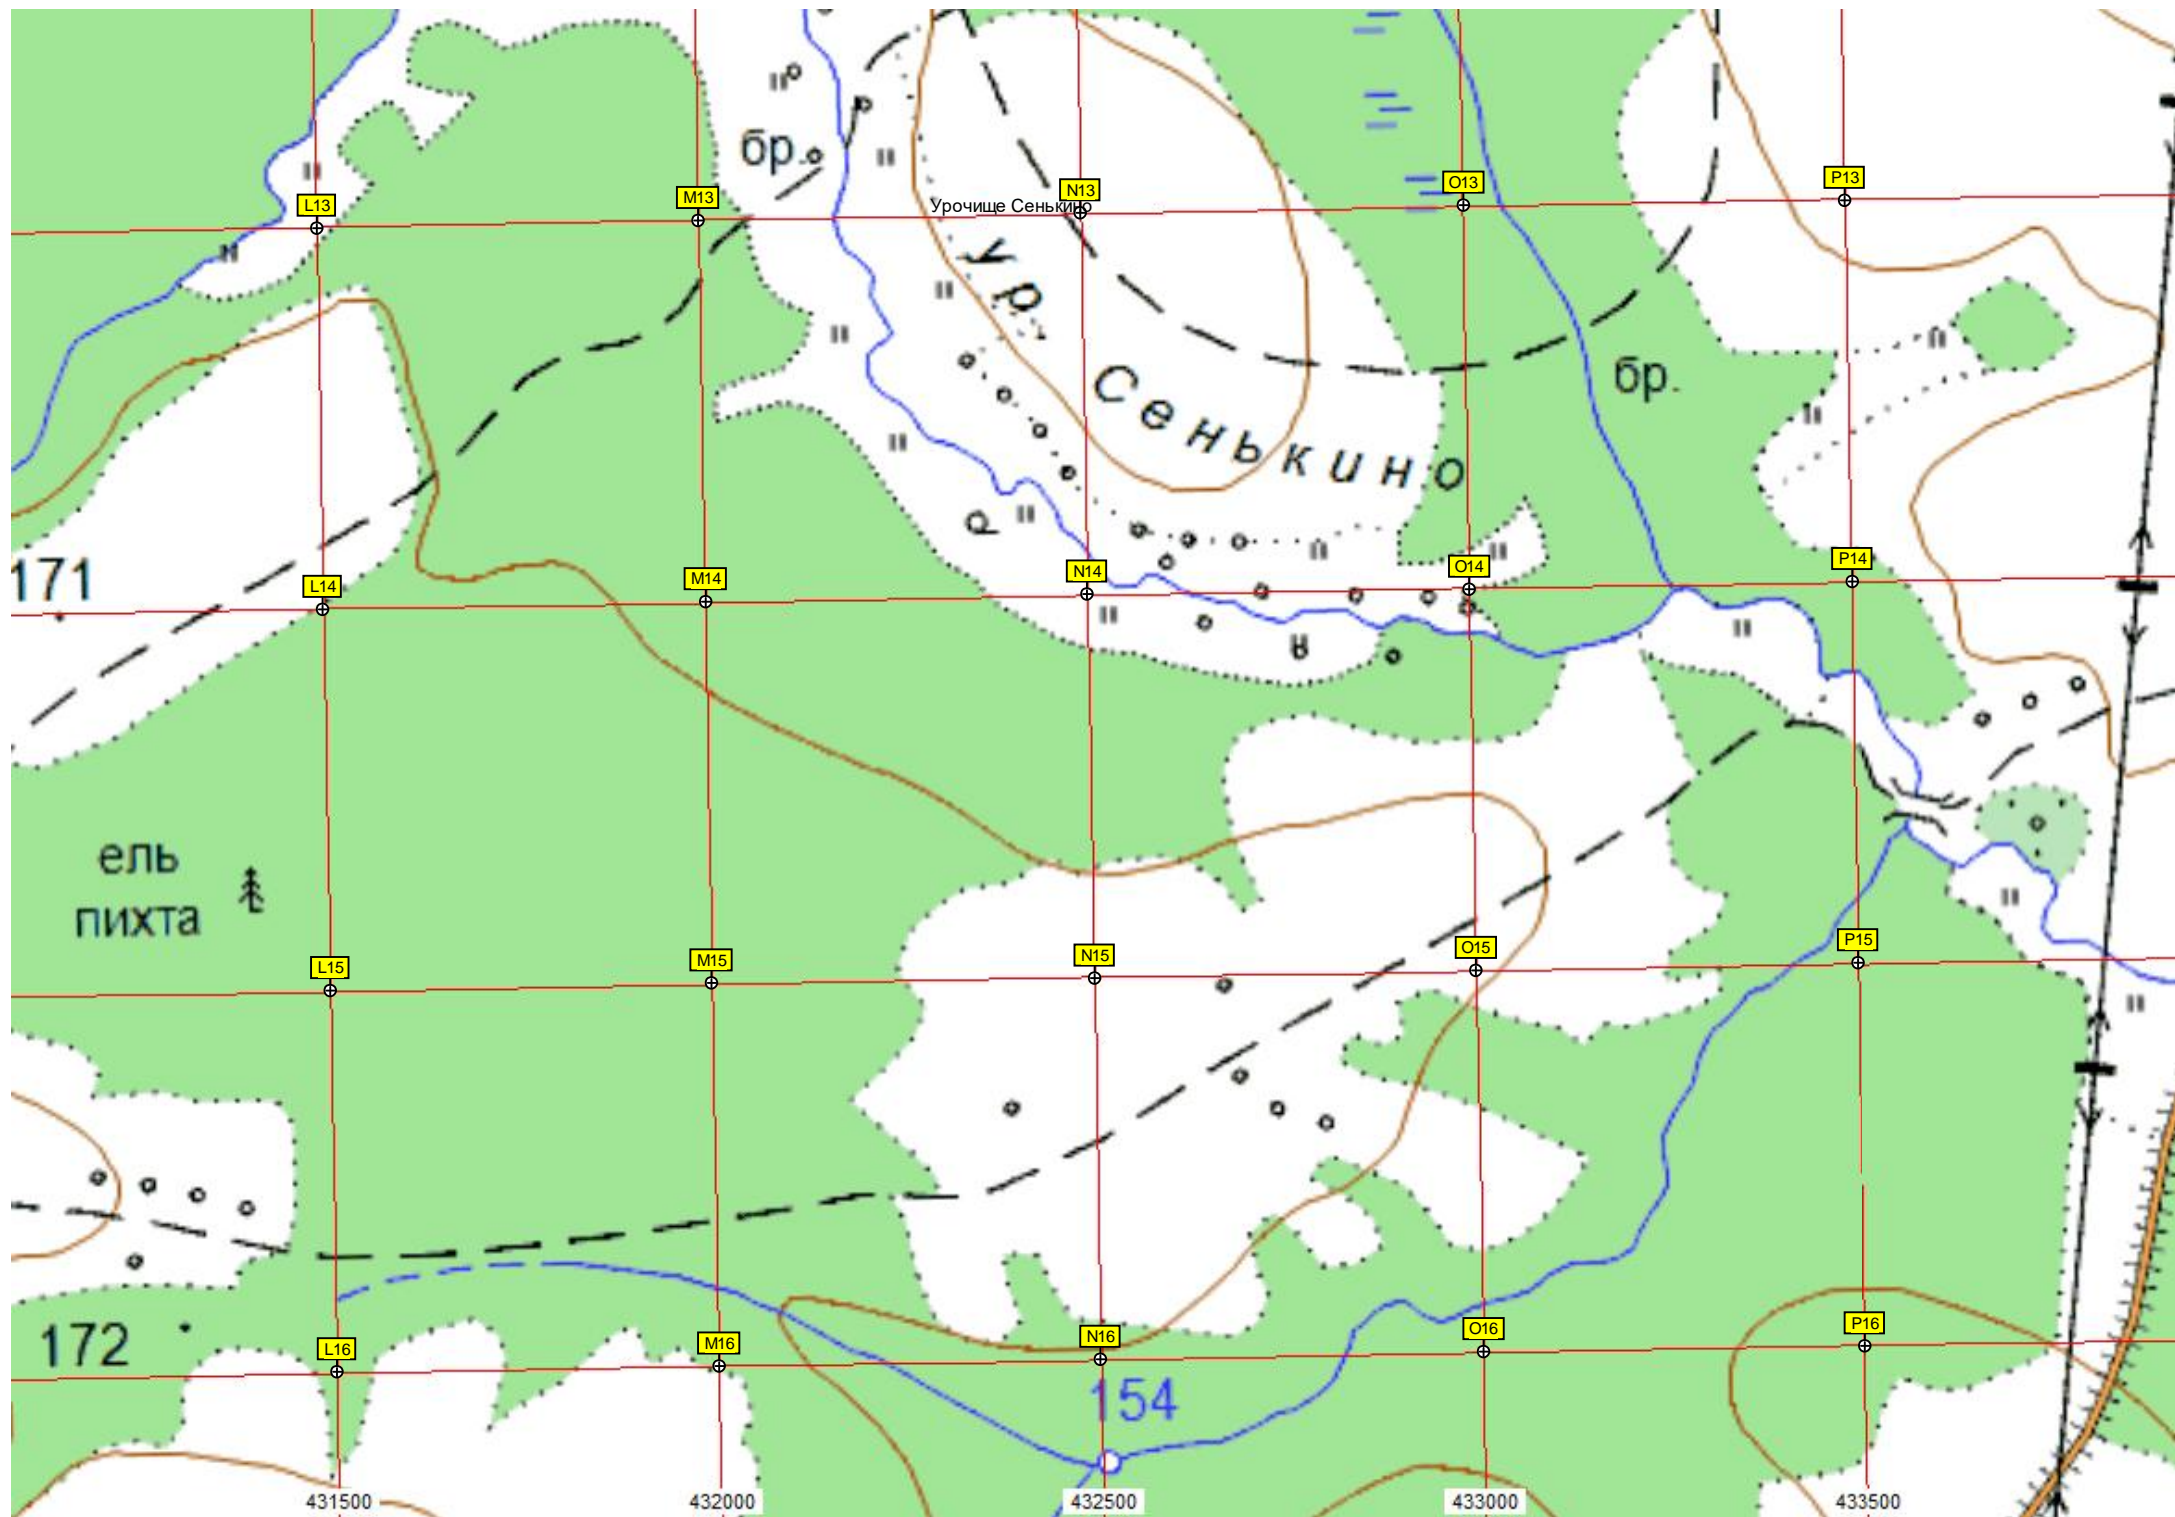 бр.
L13
M13
N13
O13
P13
Урочище Сенькино
ур. Сенькино
бр.
р
171
L14
M14
N14
O14
P14
я
ель
пихта
L15
M15
N15
O15
P15
172
L16
M16
N16
O16
P16
154
431500
432000
432500
433000
433500